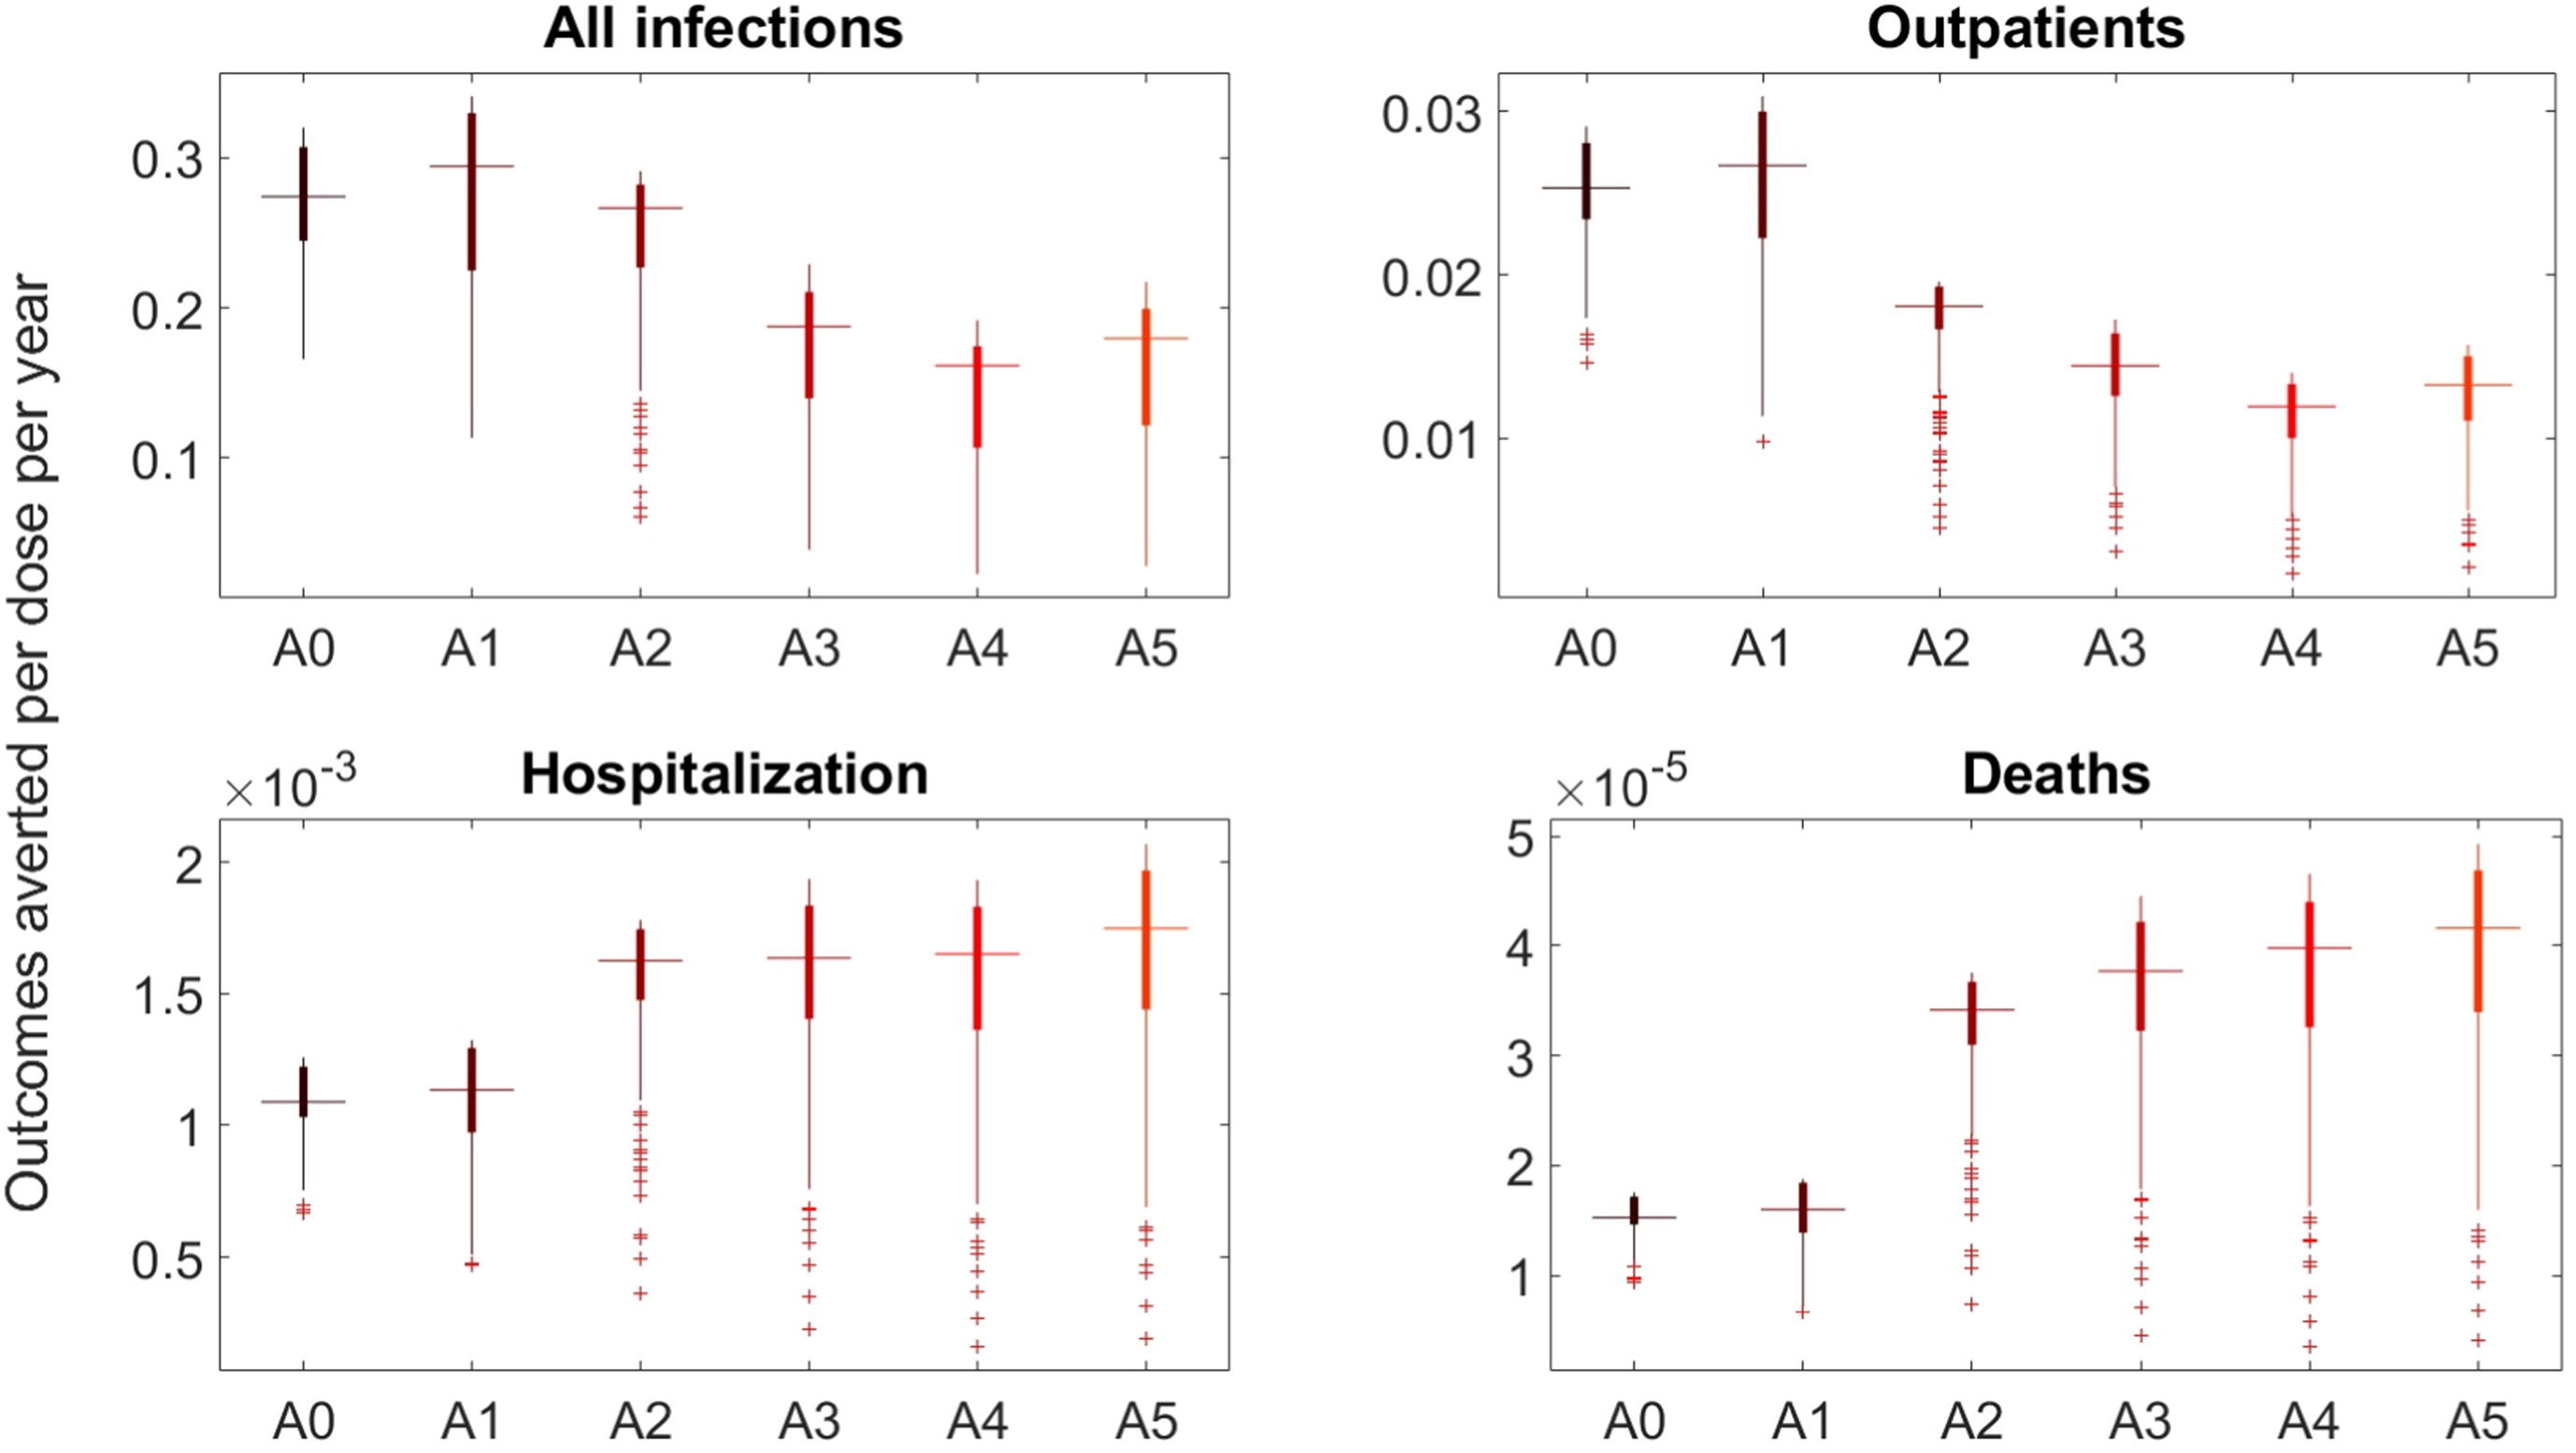 All infections
Outpatients
Outcomes averted per dose per year
0.3
0.2
0.1
A0 A1 A2 A3 A4 A5
0.03
0.02
0.01
A0 A1 A2 A3 A4 A5
×10-3
Hospitalization
2
1.5
1
0.5
A0 A1 A2 A3 A4 A5
×10-5
Deaths
5
4
3
2
1
A0 A1 A2 A3 A4 A5